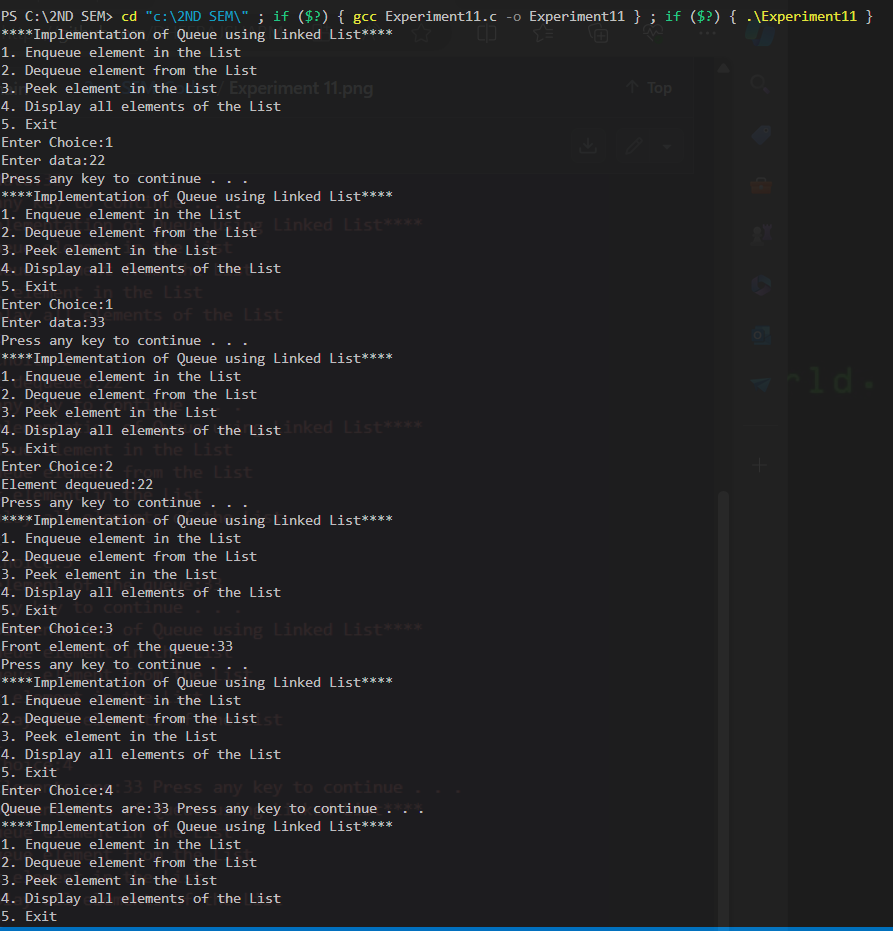 PS C:\2ND SEM> cd "c:\2ND SEM\" ; if ($?) { gcc Experiment11.c -o Experiment11 } ; if ($?) { .\Experiment11 }
****Implementation of Queue using Linked List****
1. Enqueue element in the List
2. Dequeue element from the List
3. Peek element in the List
4. Display all elements of the List
5. Exit
Enter Choice:1
Enter data:22
Press any key to continue . . .
****Implementation of Queue using Linked List****
1. Enqueue element in the List
2. Dequeue element from the List
3. Peek element in the List
4. Display all elements of the List
5. Exit
Enter Choice:1
Enter data:33
Press any key to continue . . .
****Implementation of Queue using Linked List****
1. Enqueue element in the List
2. Dequeue element from the List
3. Peek element in the List
4. Display all elements of the List
5. Exit
Enter Choice:2
Element dequeued:22
Press any key to continue . . .
****Implementation of Queue using Linked List****
1. Enqueue element in the List
2. Dequeue element from the List
3. Peek element in the List
4. Display all elements of the List
5. Exit
Enter Choice:3
Front element of the queue:33
Press any key to continue . . .
****Implementation of Queue using Linked List****
1. Enqueue element in the List
2. Dequeue element from the List
3. Peek element in the List
4. Display all elements of the List
5. Exit
Enter Choice:4
Queue Elements are:33 Press any key to continue . . .
****Implementation of Queue using Linked List****
1. Enqueue element in the List
2. Dequeue element from the List
3. Peek element in the List
4. Display all elements of the List
5. Exit
Experiment 11.png
Top